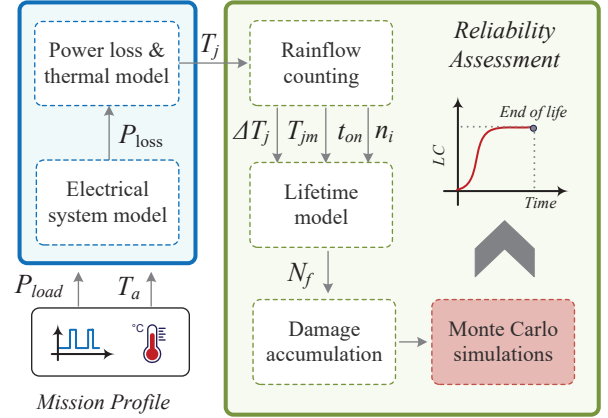 Power loss &
thermal model
T_j
Rainflow
counting
Reliability
Assessment
P_loss
ΔT_j T_jm t_on n_i
End of life
LC
Time
Electrical
system model
Lifetime
model
P_load T_a
N_f
°C
Damage
accumulation
Monte Carlo
simulations
Mission Profile